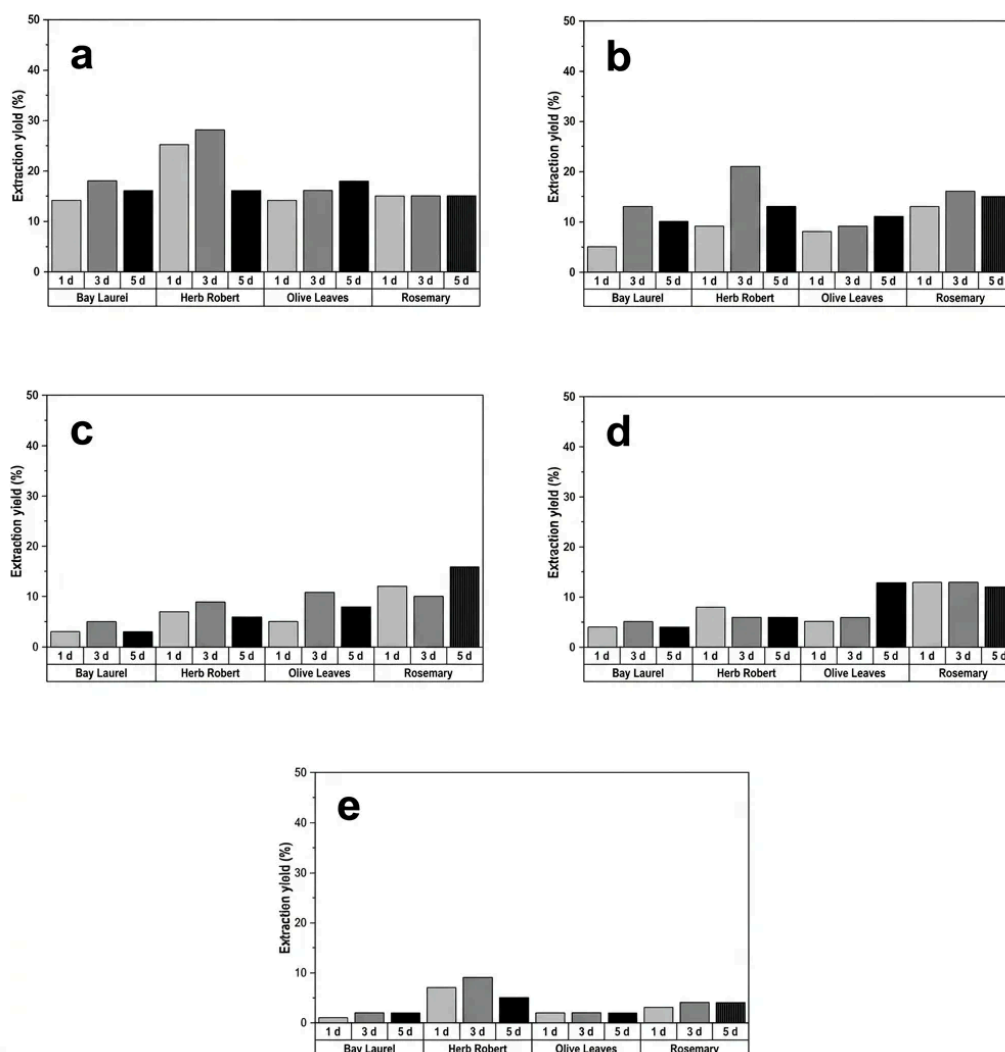 a
Extraction yield (%)
50
40
30
20
10
0
1 d 3 d 5 d 1 d 3 d 5 d 1 d 3 d 5 d 1 d 3 d 5 d
Bay Laurel Herb Robert Olive Leaves Rosemary
b
Extraction yield (%)
50
40
30
20
10
0
1 d 3 d 5 d 1 d 3 d 5 d 1 d 3 d 5 d 1 d 3 d 5 d
Bay Laurel Herb Robert Olive Leaves Rosemary
c
Extraction yield (%)
50
40
30
20
10
0
1 d 3 d 5 d 1 d 3 d 5 d 1 d 3 d 5 d 1 d 3 d 5 d
Bay Laurel Herb Robert Olive Leaves Rosemary
d
Extraction yield (%)
50
40
30
20
10
0
1 d 3 d 5 d 1 d 3 d 5 d 1 d 3 d 5 d 1 d 3 d 5 d
Bay Laurel Herb Robert Olive Leaves Rosemary
e
Extraction yield (%)
50
40
30
20
10
0
1 d 3 d 5 d 1 d 3 d 5 d 1 d 3 d 5 d 1 d 3 d 5 d
Bay Laurel Herb Robert Olive Leaves Rosemary